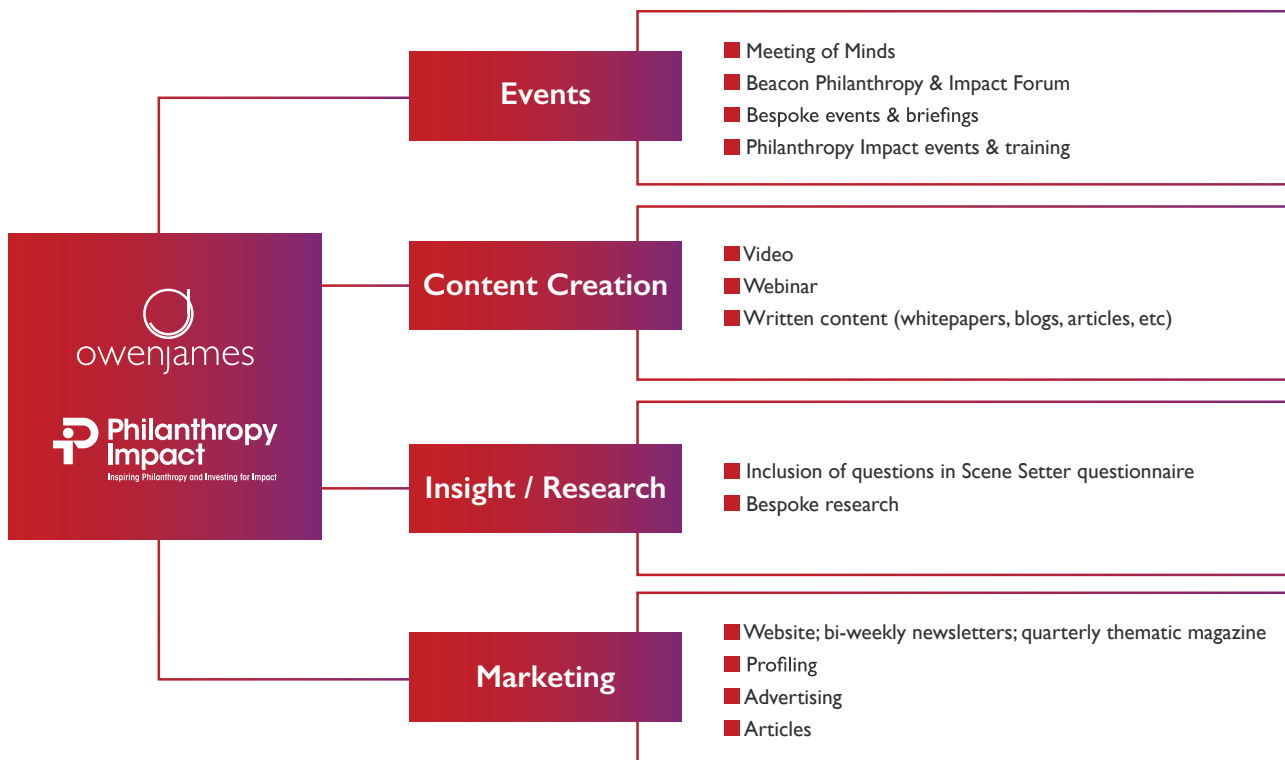 owenjames
Philanthropy
Impact
Inspiring Philanthropy and Investing for Impact
Events
Meeting of Minds
Beacon Philanthropy & Impact Forum
Bespoke events & briefings
Philanthropy Impact events & training
Content Creation
Video
Webinar
Written content (whitepapers, blogs, articles, etc)
Insight / Research
Inclusion of questions in Scene Setter questionnaire
Bespoke research
Marketing
Website; bi-weekly newsletters; quarterly thematic magazine
Profiling
Advertising
Articles